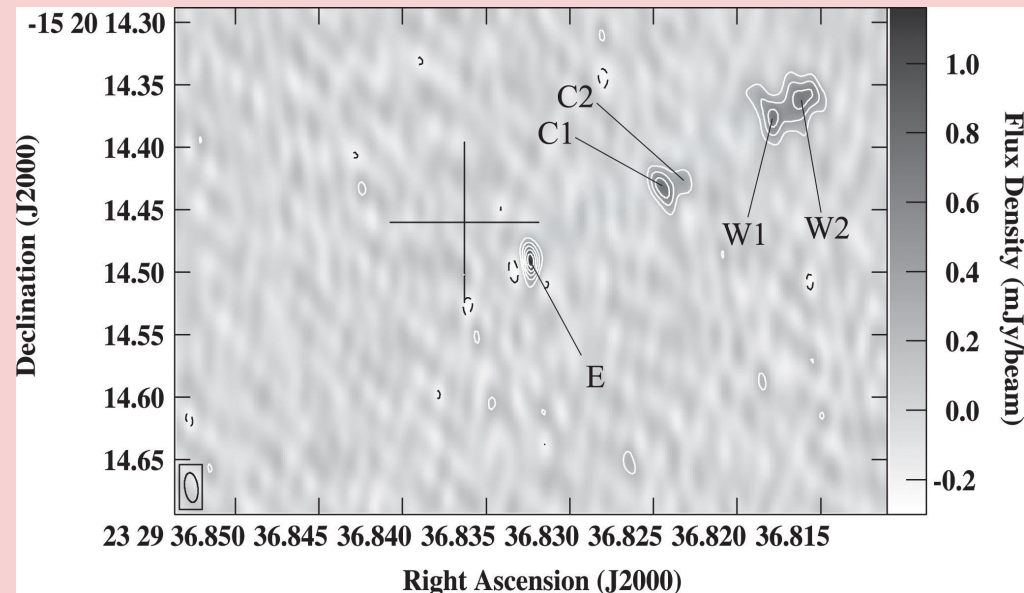 -15 20 14.30
14.35
14.40
14.45
14.50
14.55
14.60
14.65
Declination (J2000)
C2
C1
W1
W2
E
23 29 36.850 36.845 36.840 36.835 36.830 36.825 36.820 36.815
Right Ascension (J2000)
1.0
0.8
0.6
0.4
0.2
0.0
-0.2
Flux Density (mJy/beam)